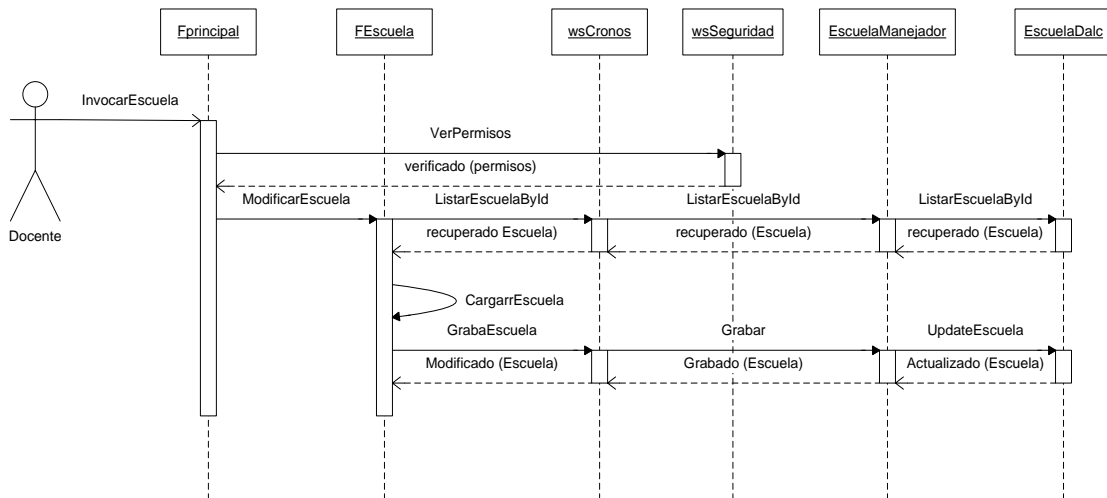 Fprincipal
FEscuela
wsCronos
wsSeguridad
EscuelaManejador
EscuelaDalc
InvocarEscuela
VerPermisos
verificado (permisos)
ModificarEscuela
ListarEscuelaById
ListarEscuelaById
ListarEscuelaById
Docente
recuperado Escuela)
recuperado (Escuela)
recuperado (Escuela)
CargarrEscuela
GrabaEscuela
Grabar
UpdateEscuela
Modificado (Escuela)
Grabado (Escuela)
Actualizado (Escuela)